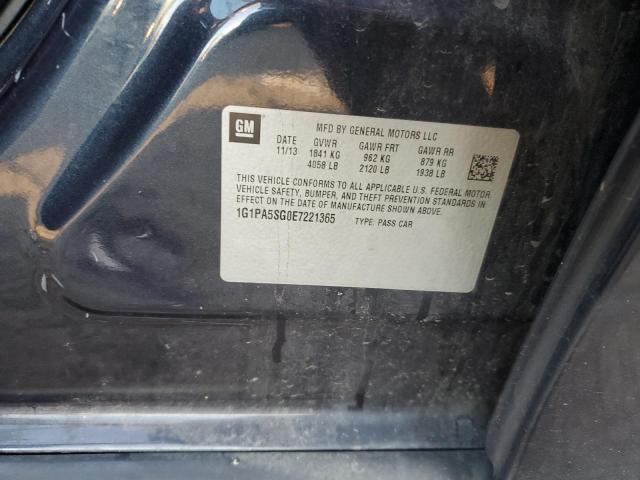 GM
MFD BY GENERAL MOTORS LLC
DATE GVWR GAWR FRT GAWR RR
11/13 1841 KG 962 KG 879 KG
4058 LB 2120 LB 1938 LB
THIS VEHICLE CONFORMS TO ALL APPLICABLE U.S. FEDERAL MOTOR
VEHICLE SAFETY, BUMPER, AND THEFT PREVENTION STANDARDS IN
EFFECT ON THE DATE OF MANUFACTURE SHOWN ABOVE.
1G1PA5SG0E7221365 TYPE: PASS CAR